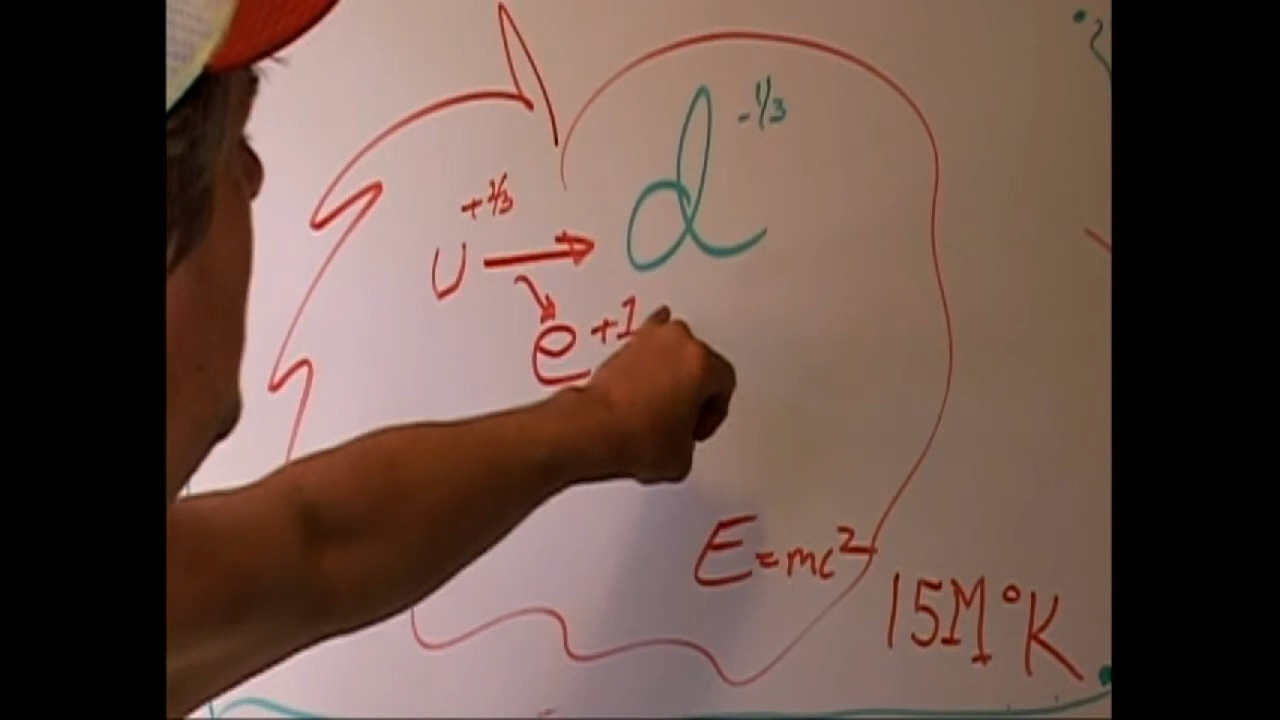 -1/3
+2/3
u → d
e +1
E=mc²
15M°K